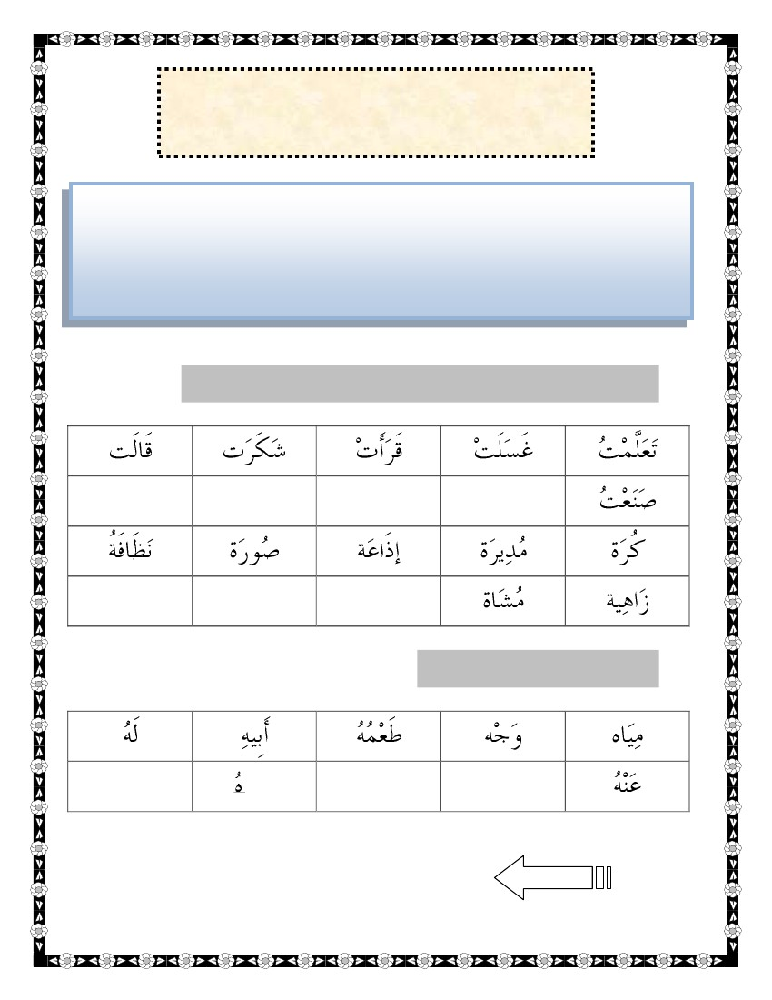 تَعَلَّمْتُ غَسَلَتْ قَرَأَتْ شَكَرَت قَالَت
صَنَعْتُ
كُرَة مُدِيرَة إذَاعَة صُورَة نَظَافَةُ
زَاهِية مُشَاة
مِيَاه وَجْه طَعْمُهُ أَبِيهِ لَهُ
عَنْهُ هُ